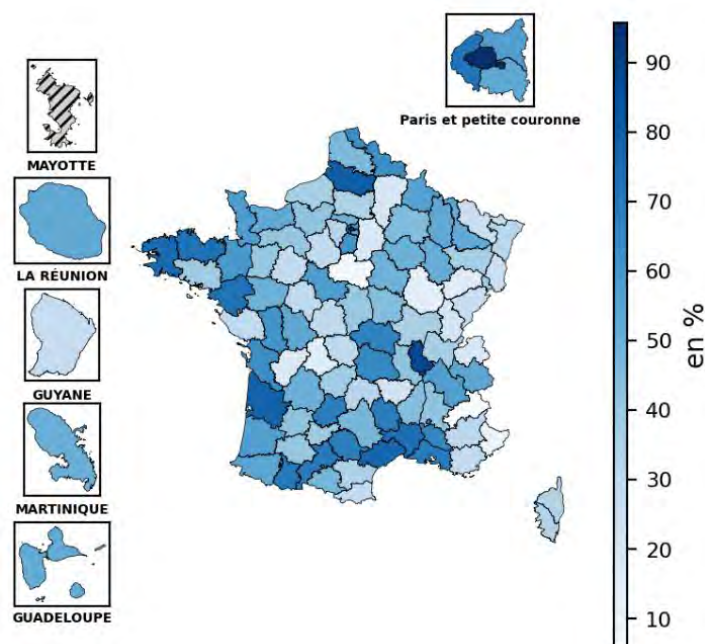 Paris et petite couronne
MAYOTTE
LA RÉUNION
GUYANE
MARTINIQUE
GUADELOUPE
90
80
70
60
50
40
30
20
10
en %